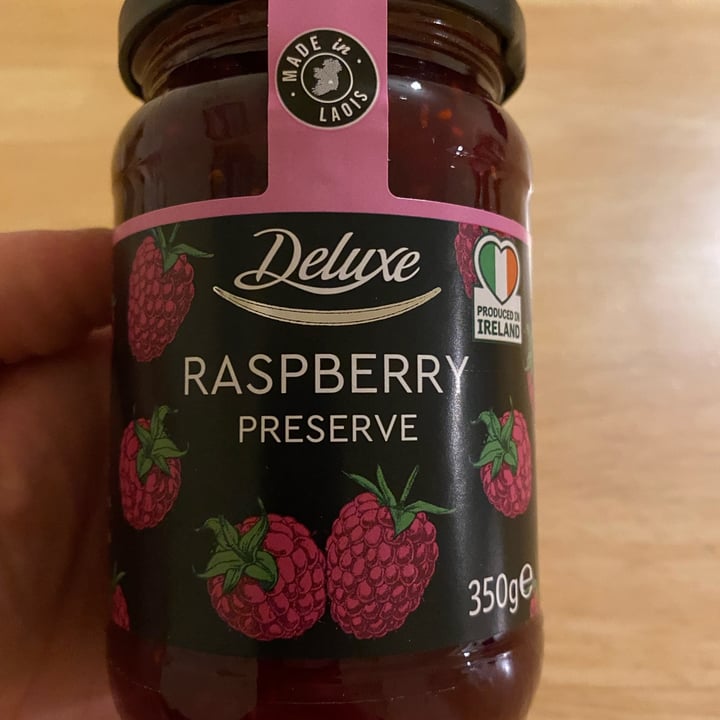 MADE in
LAOIS
Deluxe
PRODUCED IN
IRELAND
RASPBERRY
PRESERVE
350g℮